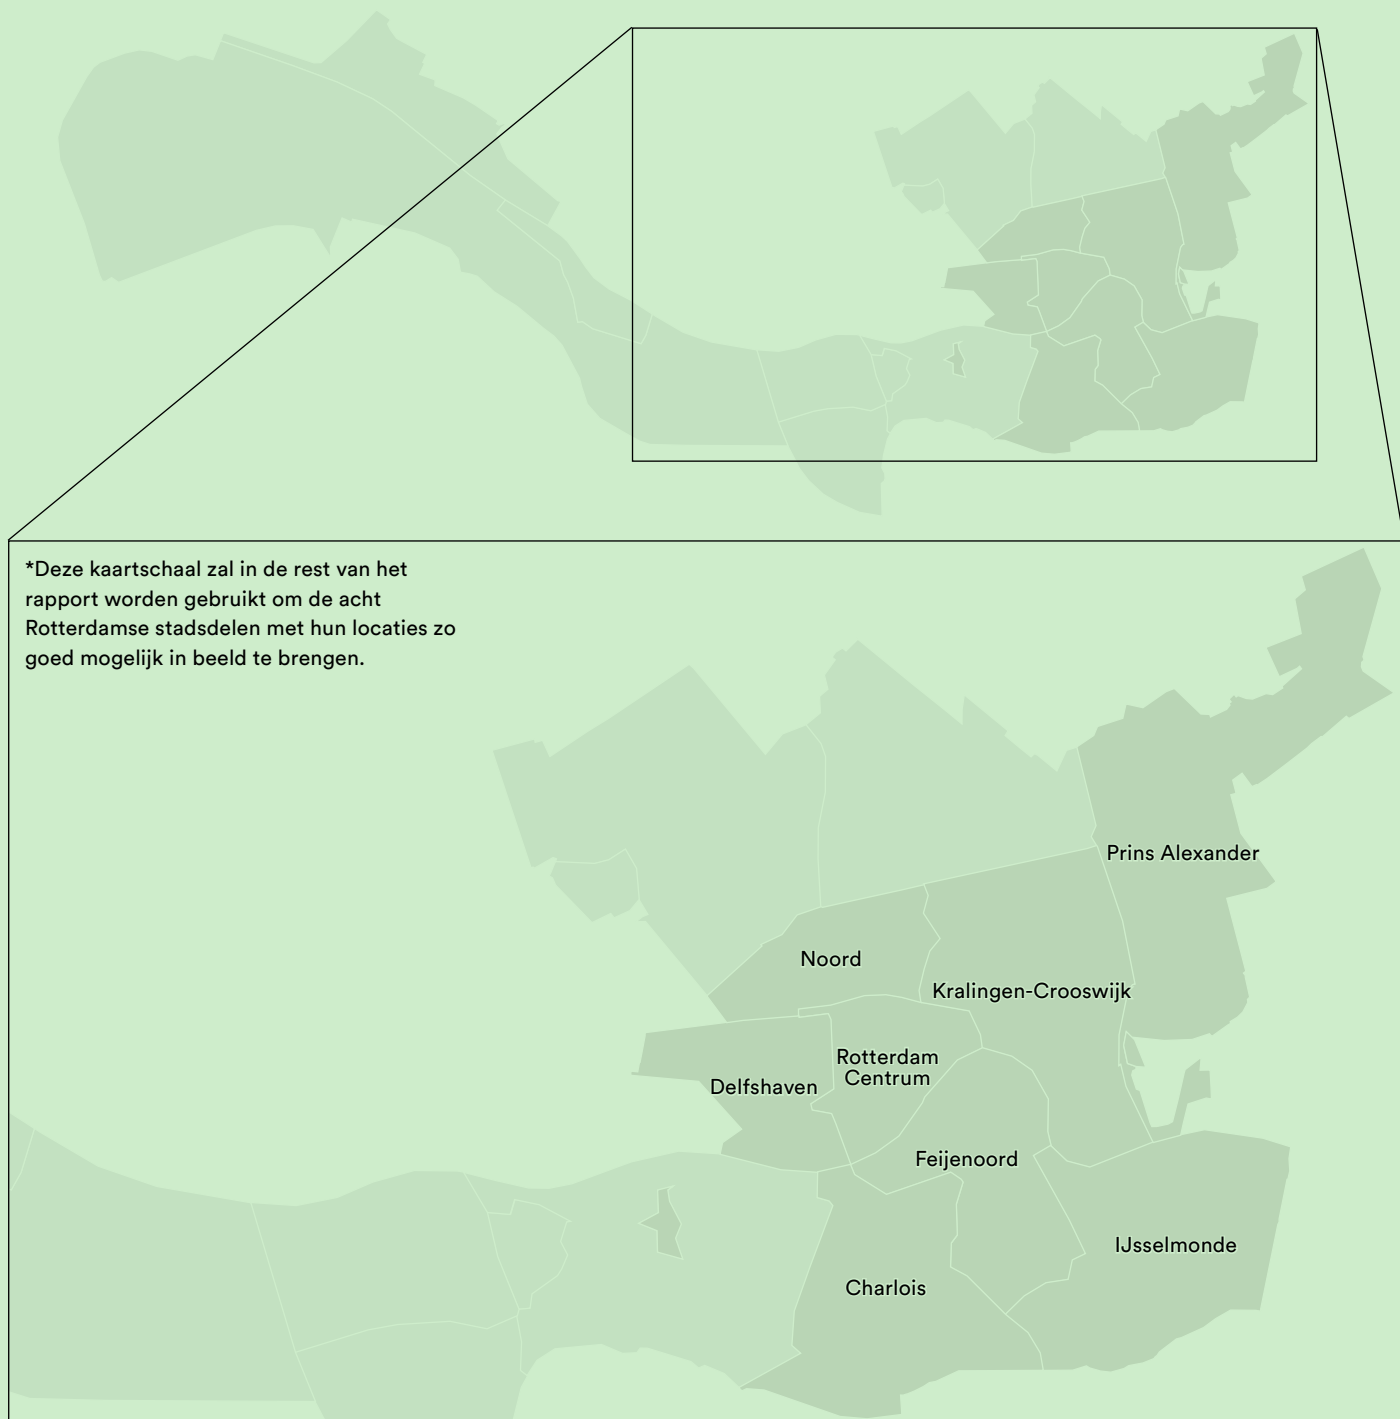 *Deze kaartschaal zal in de rest van het
rapport worden gebruikt om de acht
Rotterdamse stadsdelen met hun locaties zo
goed mogelijk in beeld te brengen.
Prins Alexander
Noord
Kralingen-Crooswijk
Rotterdam
Centrum
Delfshaven
Feijenoord
IJsselmonde
Charlois